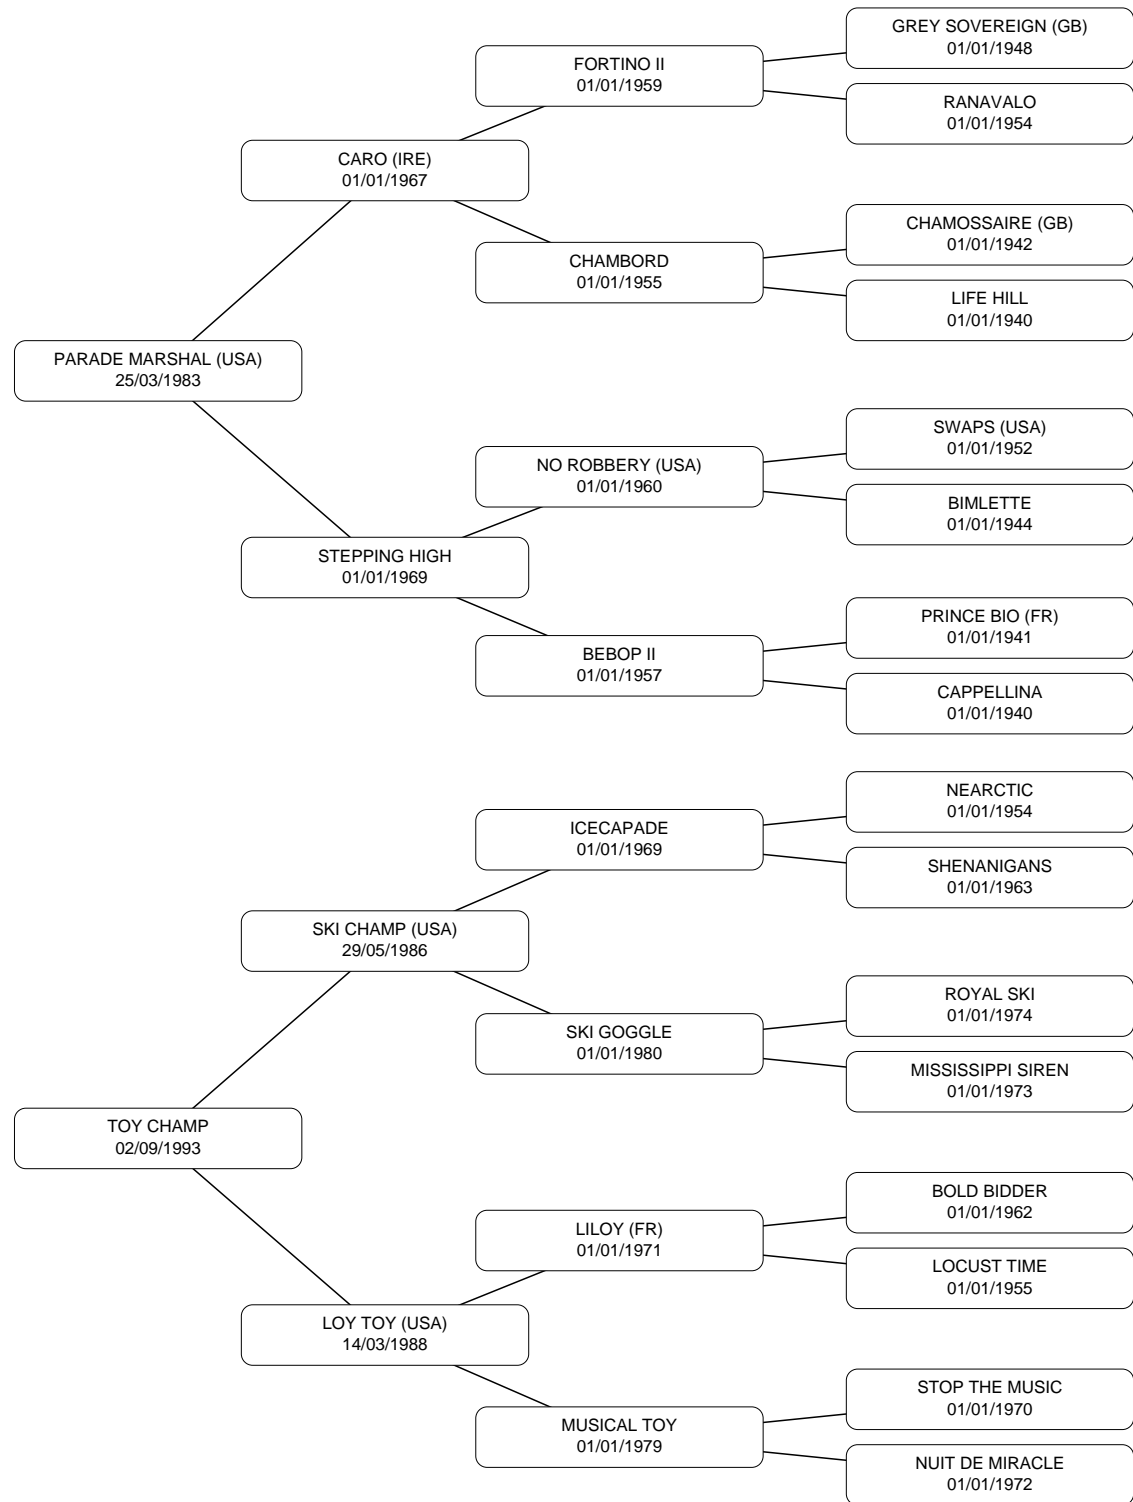 GREY SOVEREIGN (GB)
01/01/1948
FORTINO II
01/01/1959
RANAVALO
01/01/1954
CARO (IRE)
01/01/1967
CHAMOSSAIRE (GB)
01/01/1942
CHAMBORD
01/01/1955
LIFE HILL
01/01/1940
PARADE MARSHAL (USA)
25/03/1983
SWAPS (USA)
01/01/1952
NO ROBBERY (USA)
01/01/1960
BIMLETTE
01/01/1944
STEPPING HIGH
01/01/1969
PRINCE BIO (FR)
01/01/1941
BEBOP II
01/01/1957
CAPPELLINA
01/01/1940
NEARCTIC
01/01/1954
ICECAPADE
01/01/1969
SHENANIGANS
01/01/1963
SKI CHAMP (USA)
29/05/1986
ROYAL SKI
01/01/1974
SKI GOGGLE
01/01/1980
MISSISSIPPI SIREN
01/01/1973
TOY CHAMP
02/09/1993
BOLD BIDDER
01/01/1962
LILOY (FR)
01/01/1971
LOCUST TIME
01/01/1955
LOY TOY (USA)
14/03/1988
STOP THE MUSIC
01/01/1970
MUSICAL TOY
01/01/1979
NUIT DE MIRACLE
01/01/1972